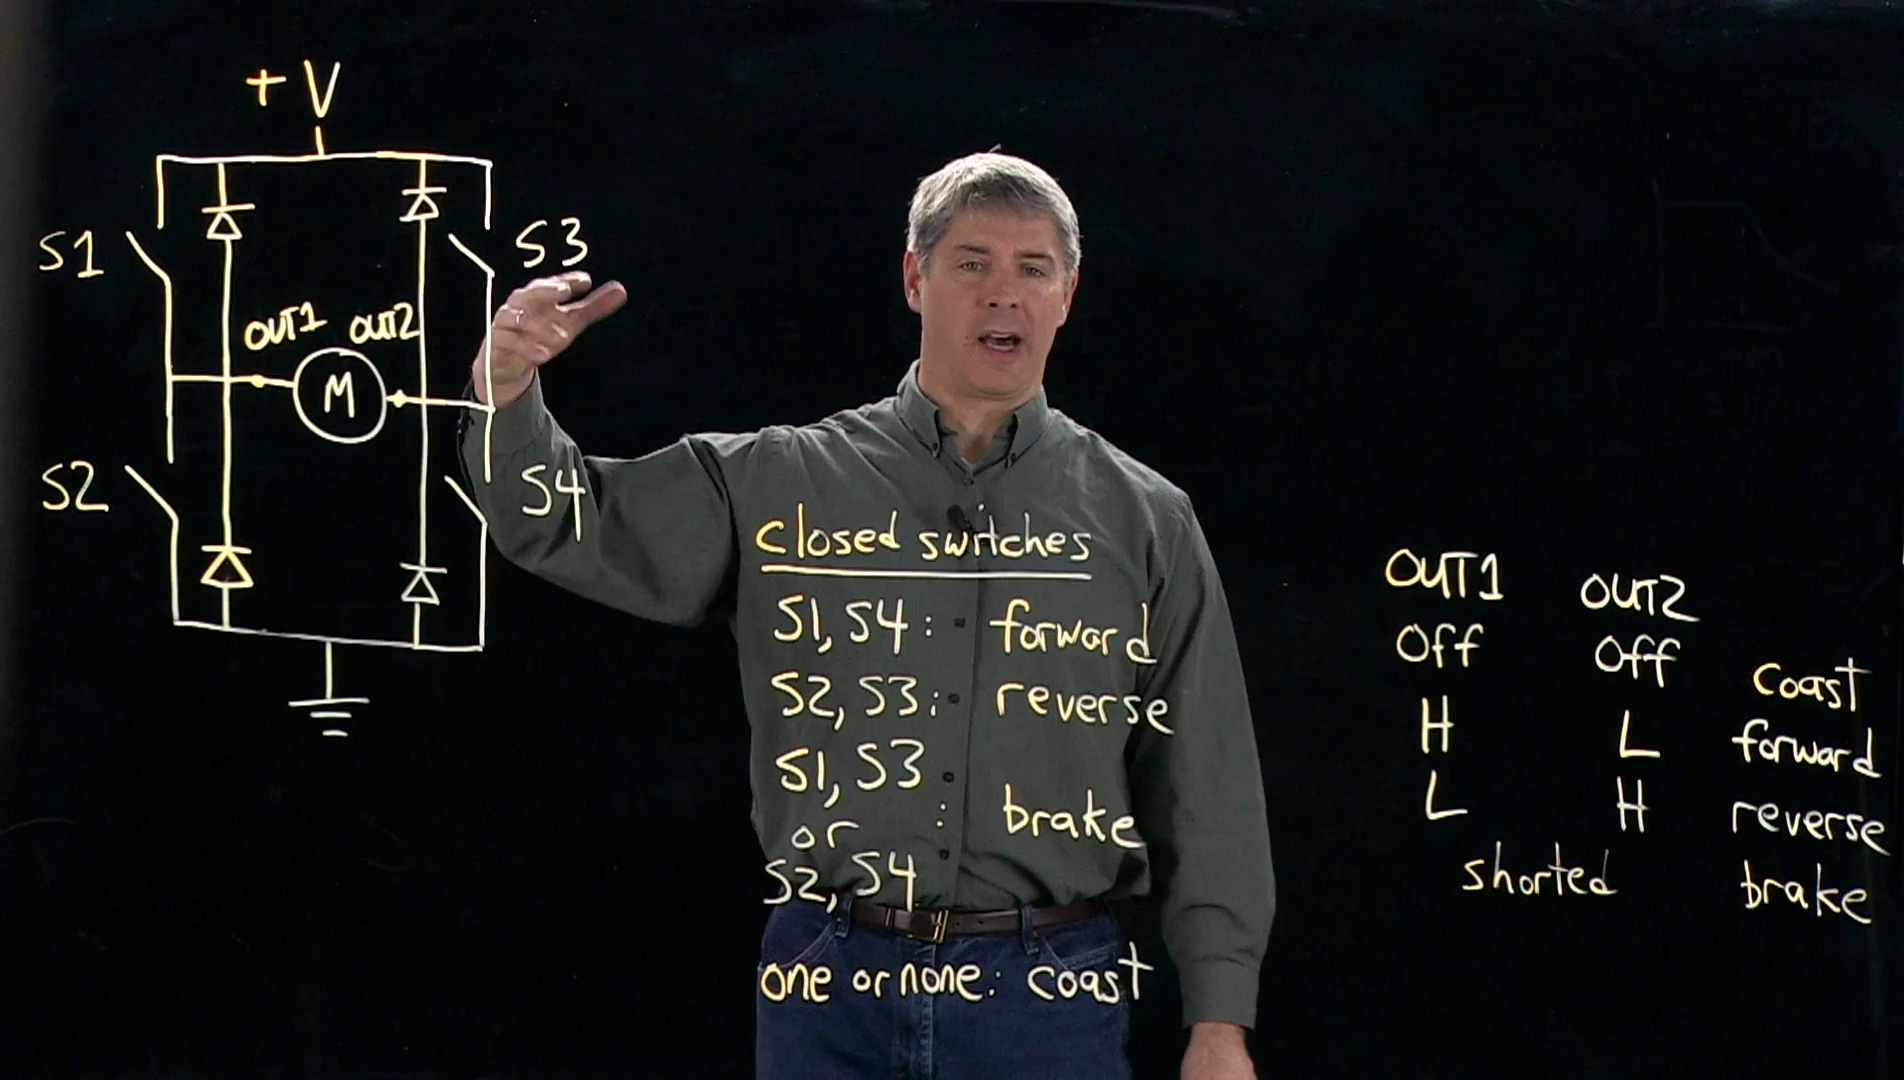 +V
S1
S3
OUT1 OUT2
M
S2
S4
closed switches
S1, S4: forward
S2, S3: reverse
S1, S3
or : brake
S2, S4
one or none: coast
OUT1 OUT2
Off Off coast
H L forward
L H reverse
shorted brake